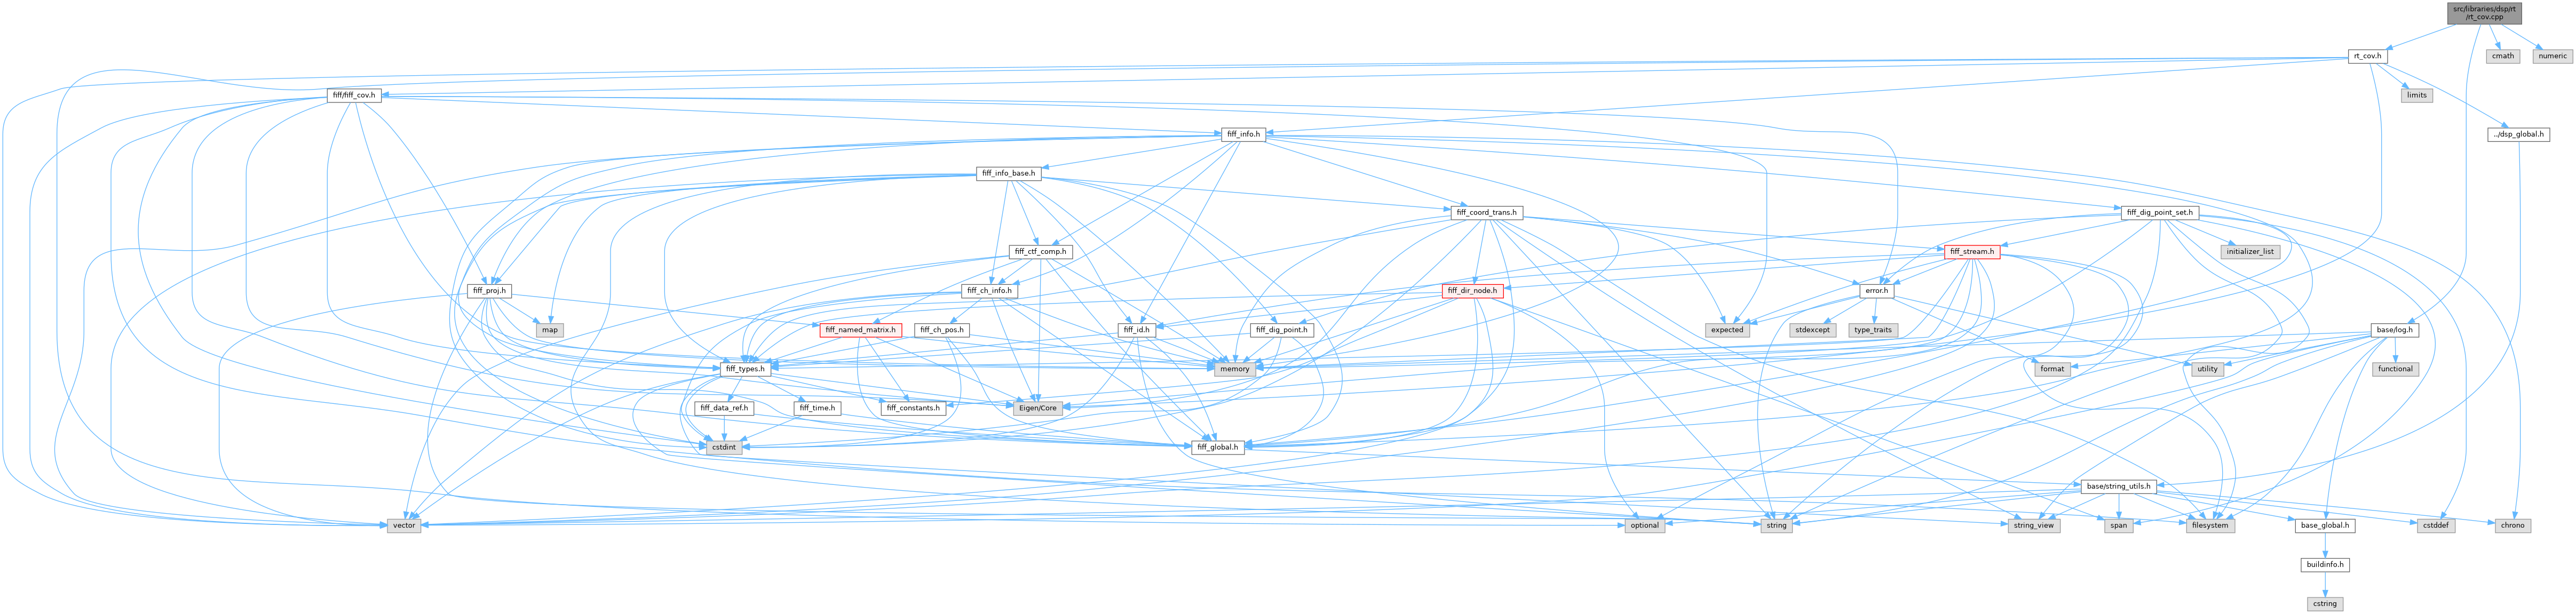 src/libraries/dsp/rt
/rt_cov.cpp
rt_cov.h
cmath
numeric
fiff/fiff_cov.h
limits
fiff_info.h
../dsp_global.h
fiff_info_base.h
fiff_coord_trans.h
fiff_dig_point_set.h
fiff_ctf_comp.h
fiff_stream.h
initializer_list
fiff_proj.h
fiff_ch_info.h
fiff_dir_node.h
error.h
map
fiff_named_matrix.h
fiff_ch_pos.h
fiff_id.h
fiff_dig_point.h
expected
stdexcept
type_traits
base/log.h
fiff_types.h
memory
format
utility
functional
fiff_data_ref.h
fiff_time.h
fiff_constants.h
Eigen/Core
cstdint
fiff_global.h
base/string_utils.h
vector
optional
string
string_view
span
filesystem
base_global.h
cstddef
chrono
buildinfo.h
cstring